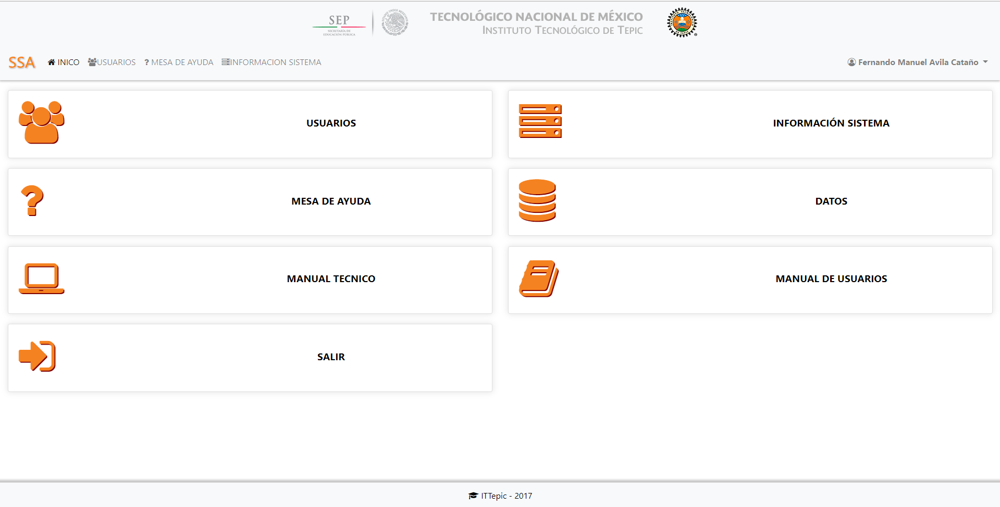 SEP
SECRETARÍA DE
EDUCACIÓN PÚBLICA
TECNOLÓGICO NACIONAL DE MÉXICO
INSTITUTO TECNOLÓGICO DE TEPIC
SSA
INICO
USUARIOS
? MESA DE AYUDA
INFORMACION SISTEMA
Fernando Manuel Avila Cataño
USUARIOS
INFORMACIÓN SISTEMA
MESA DE AYUDA
DATOS
MANUAL TECNICO
MANUAL DE USUARIOS
SALIR
ITTepic - 2017